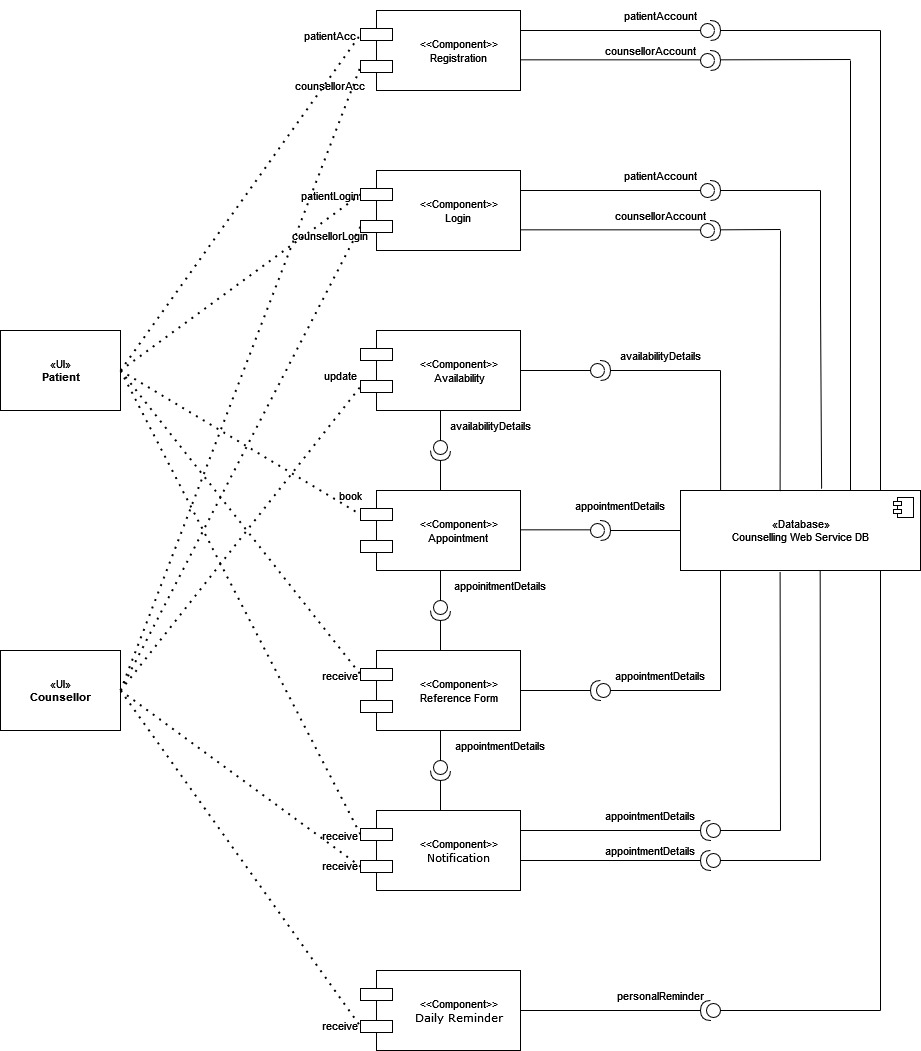 patientAccount
patientAcc
<<Component>>
Registration
counsellorAccount
counsellorAcc
patientAccount
patientLogin
<<Component>>
Login
counsellorAccount
counsellorLogin
«UI»
Patient
availabilityDetails
<<Component>>
Availability
update
availabilityDetails
book
appointmentDetails
<<Component>>
Appointment
«Database»
Counselling Web Service DB
appoinitmentDetails
«UI»
Counsellor
receive
<<Component>>
Reference Form
appointmentDetails
appointmentDetails
appointmentDetails
receive
<<Component>>
Notification
appointmentDetails
receive
personalReminder
<<Component>>
Daily Reminder
receive